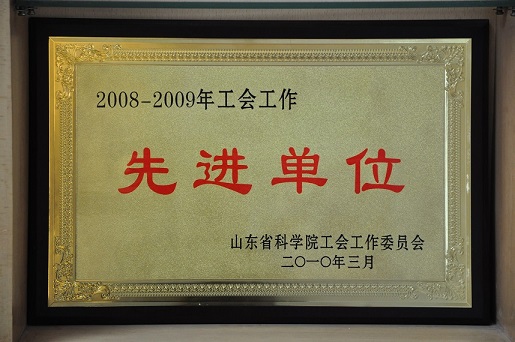 2008-2009年工会工作
先进单位
山东省科学院工会工作委员会
二〇一〇年三月